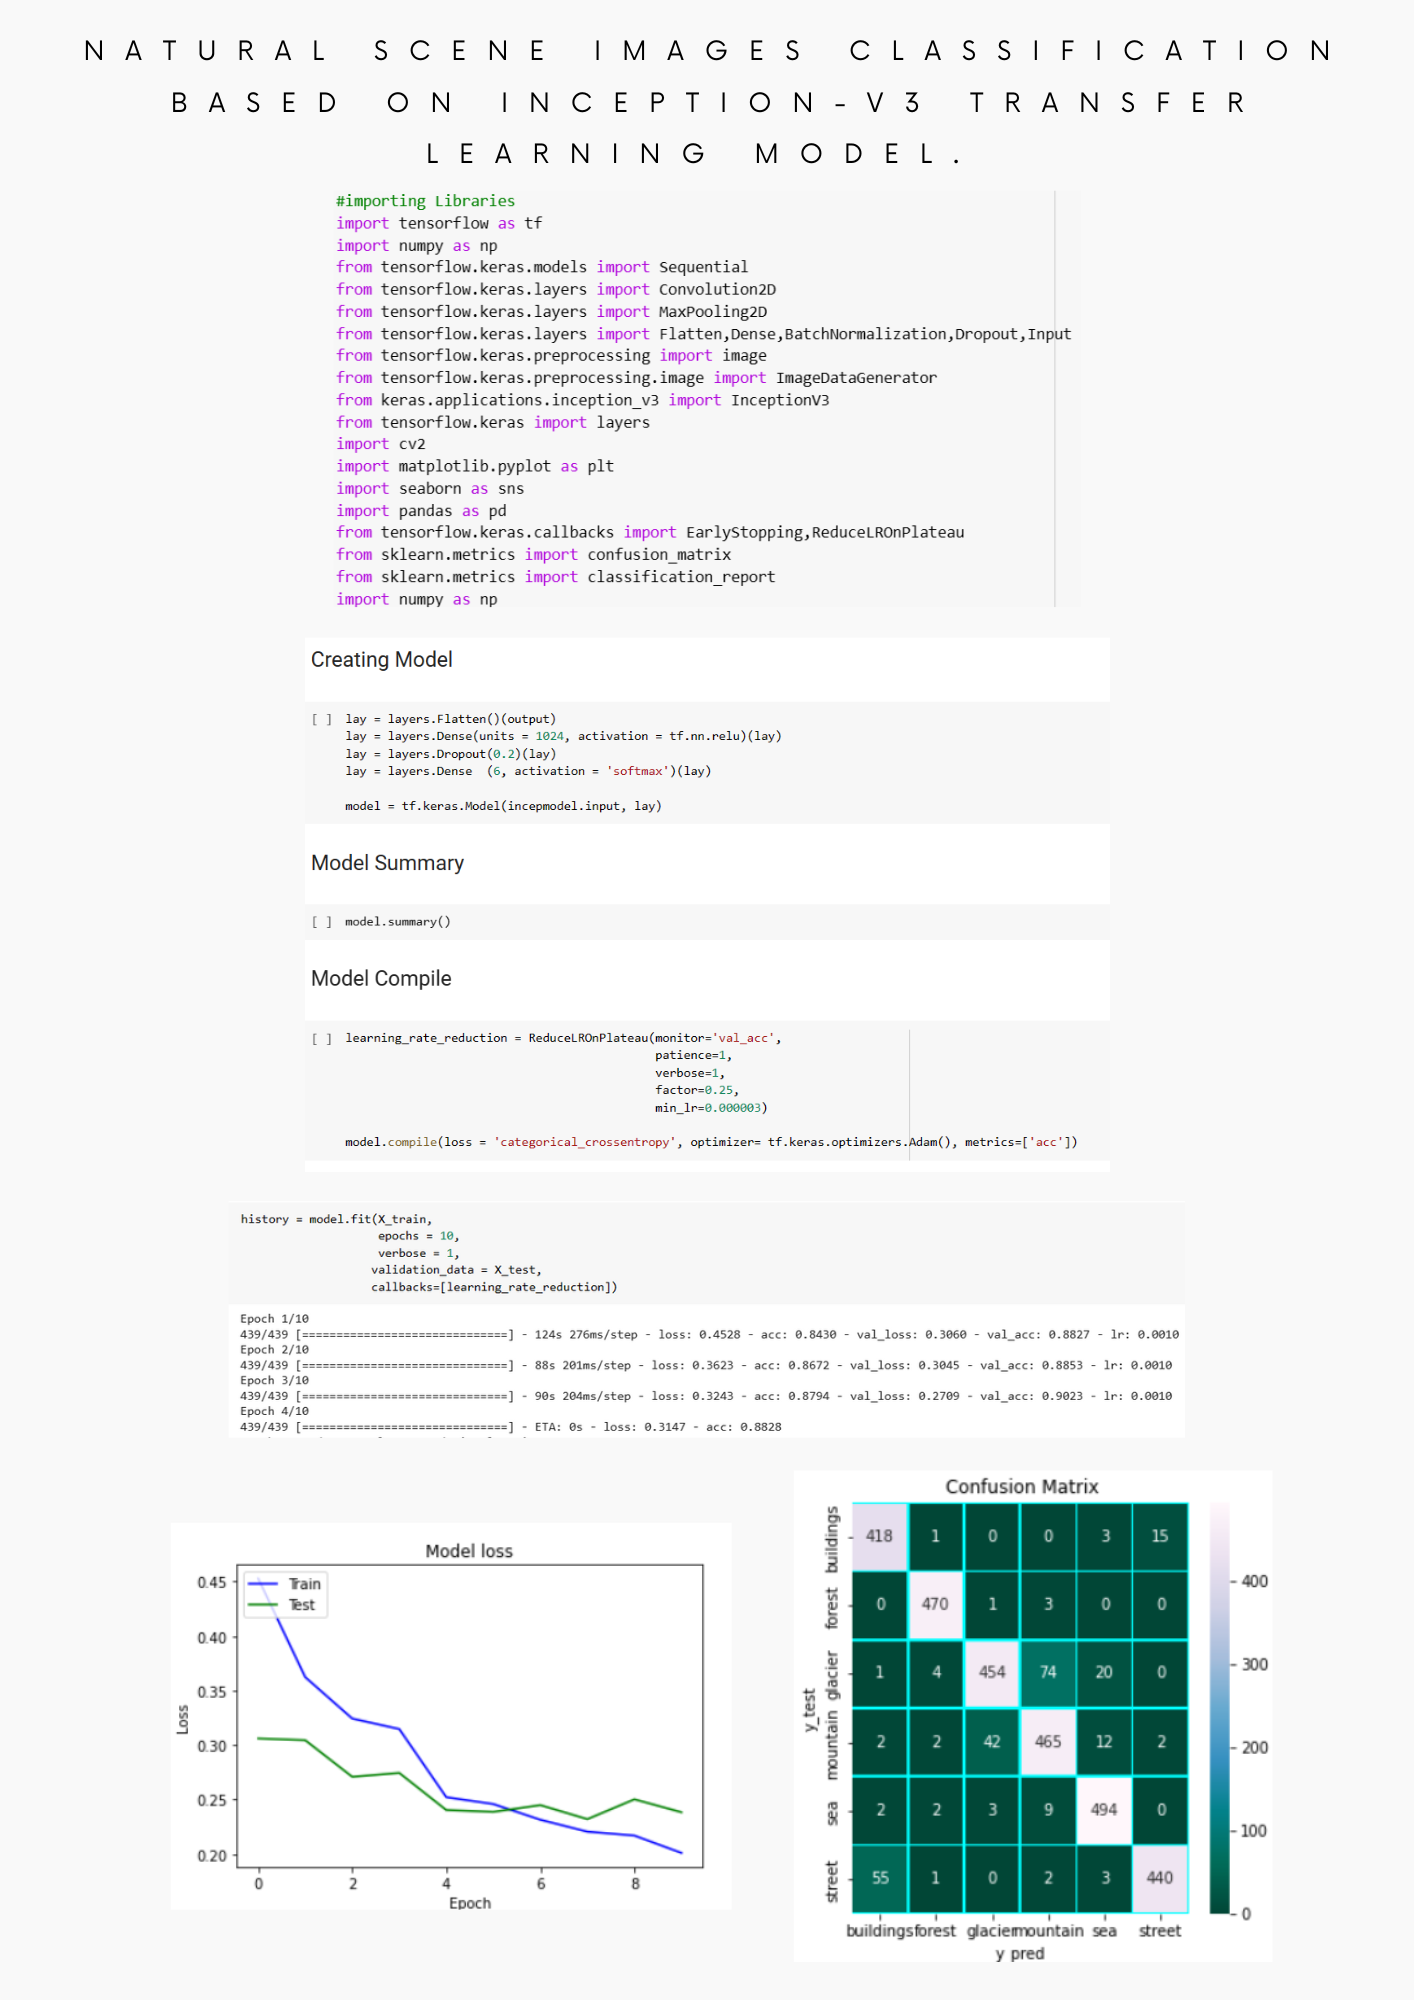 NATURAL SCENE IMAGES CLASSIFICATION
BASED ON INCEPTION-V3 TRANSFER
LEARNING MODEL.
#importing Libraries
import tensorflow as tf
import numpy as np
from tensorflow.keras.models import Sequential
from tensorflow.keras.layers import Convolution2D
from tensorflow.keras.layers import MaxPooling2D
from tensorflow.keras.layers import Flatten,Dense,BatchNormalization,Dropout,Input
from tensorflow.keras.preprocessing import image
from tensorflow.keras.preprocessing.image import ImageDataGenerator
from keras.applications.inception_v3 import InceptionV3
from tensorflow.keras import layers
import cv2
import matplotlib.pyplot as plt
import seaborn as sns
import pandas as pd
from tensorflow.keras.callbacks import EarlyStopping,ReduceLROnPlateau
from sklearn.metrics import confusion_matrix
from sklearn.metrics import classification_report
import numpy as np
Creating Model
[ ] lay = layers.Flatten()(output)
lay = layers.Dense(units = 1024, activation = tf.nn.relu)(lay)
lay = layers.Dropout(0.2)(lay)
lay = layers.Dense  (6, activation = 'softmax')(lay)
model = tf.keras.Model(incepmodel.input, lay)
Model Summary
[ ] model.summary()
Model Compile
[ ] learning_rate_reduction = ReduceLROnPlateau(monitor='val_acc',
patience=1,
verbose=1,
factor=0.25,
min_lr=0.000003)
model.compile(loss = 'categorical_crossentropy', optimizer= tf.keras.optimizers.Adam(), metrics=['acc'])
history = model.fit(X_train,
epochs = 10,
verbose = 1,
validation_data = X_test,
callbacks=[learning_rate_reduction])
Epoch 1/10
439/439 [==============================] - 124s 276ms/step - loss: 0.4528 - acc: 0.8430 - val_loss: 0.3060 - val_acc: 0.8827 - lr: 0.0010
Epoch 2/10
439/439 [==============================] - 88s 201ms/step - loss: 0.3623 - acc: 0.8672 - val_loss: 0.3045 - val_acc: 0.8853 - lr: 0.0010
Epoch 3/10
439/439 [==============================] - 90s 204ms/step - loss: 0.3243 - acc: 0.8794 - val_loss: 0.2709 - val_acc: 0.9023 - lr: 0.0010
Epoch 4/10
439/439 [==============================] - ETA: 0s - loss: 0.3147 - acc: 0.8828
Model loss
Train
Test
0.45
0.40
0.35
0.30
0.25
0.20
Loss
0 2 4 6 8
Epoch
Confusion Matrix
buildings 418 1 0 0 3 15
forest 0 470 1 3 0 0
glacier 1 4 454 74 20 0
mountain 2 2 42 465 12 2
sea 2 2 3 9 494 0
street 55 1 0 2 3 440
y_test
buildings forest glacier mountain sea street
y pred
400
300
200
100
0